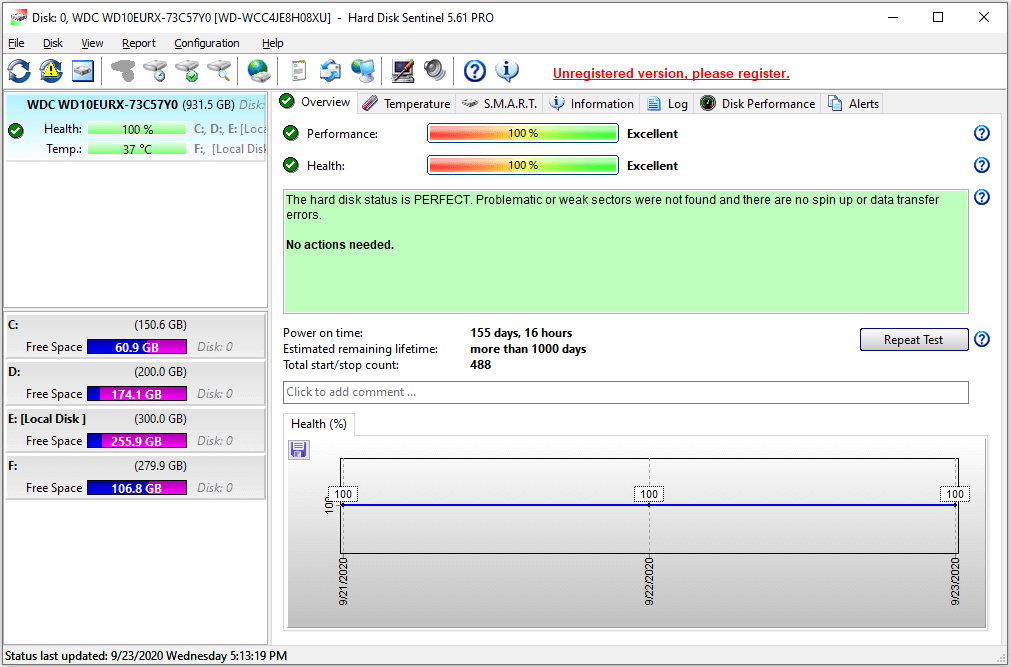 Disk: 0, WDC WD10EURX-73C57Y0 [WD-WCC4JE8H08XU] - Hard Disk Sentinel 5.61 PRO
File Disk View Report Configuration Help
Unregistered version, please register.
WDC WD10EURX-73C57Y0 (931.5 GB) Disk:
Health: 100 % C:, D:, E: [Loca
Temp.: 37 °C F:, [Local Disk
Overview Temperature S.M.A.R.T. Information Log Disk Performance Alerts
Performance: 100 % Excellent
Health: 100 % Excellent
The hard disk status is PERFECT. Problematic or weak sectors were not found and there are no spin up or data transfer
errors.
No actions needed.
C: (150.6 GB)
Free Space 60.9 GB Disk: 0
D: (200.0 GB)
Free Space 174.1 GB Disk: 0
E: [Local Disk ] (300.0 GB)
Free Space 255.9 GB Disk: 0
F: (279.9 GB)
Free Space 106.8 GB Disk: 0
Power on time: 155 days, 16 hours
Estimated remaining lifetime: more than 1000 days
Total start/stop count: 488
Repeat Test
Click to add comment ...
Health (%)
100
100 100 100
9/21/2020 9/22/2020 9/23/2020
Status last updated: 9/23/2020 Wednesday 5:13:19 PM